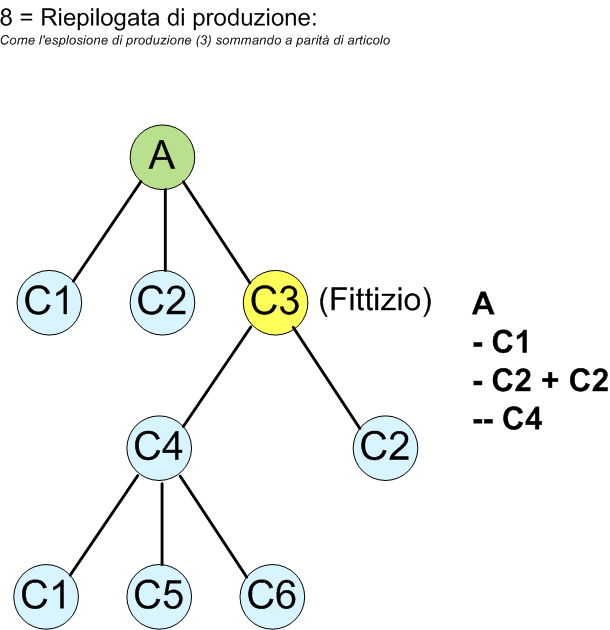 8 = Riepilogata di produzione:
Come l'esplosione di produzione (3) sommando a parità di articolo
A
C1 C2 C3 (Fittizio)
A
- C1
- C2 + C2
-- C4
C4 C2
C1 C5 C6